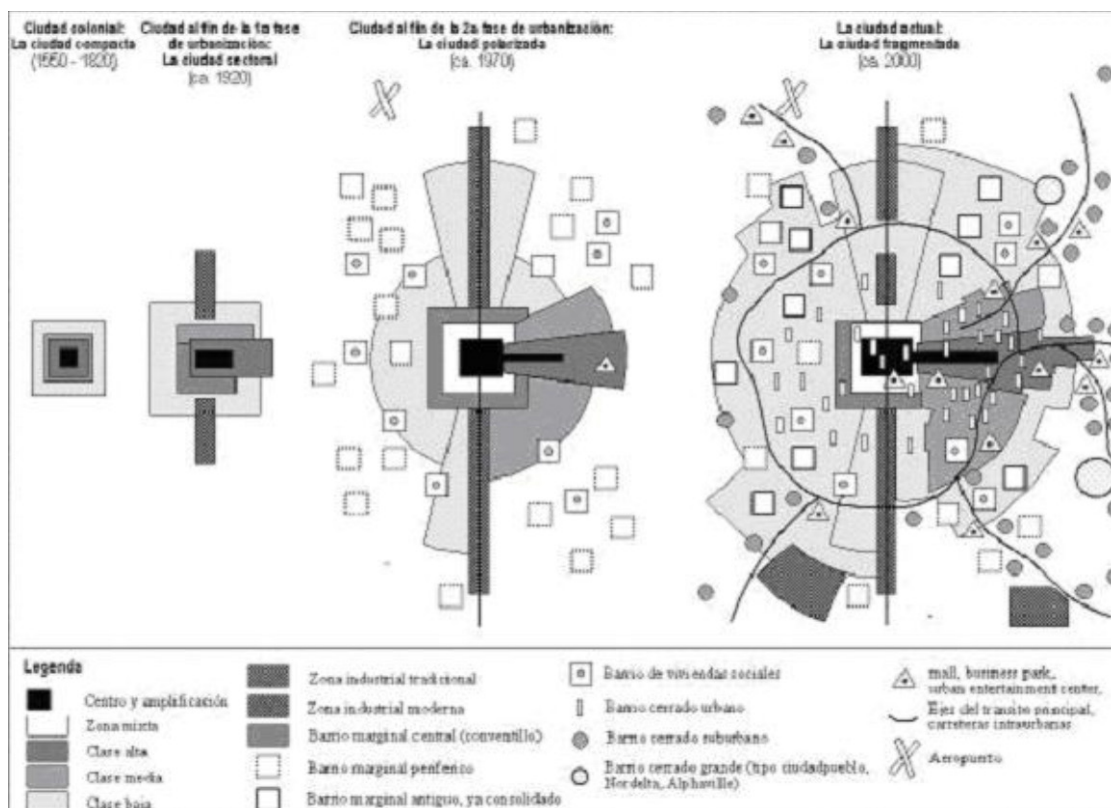 Ciudad colonial:
La ciudad compacta
(1550 - 1820)
Ciudad al fin de la 1ra fase
de urbanización:
La ciudad sectoral
(ca. 1920)
Ciudad al fin de la 2da fase de urbanización:
La ciudad polarizada
(ca. 1970)
La ciudad actual:
La ciudad fragmentada
(ca. 2000)
Legenda
Centro y amplificación
Zona mixta
Clase alta
Clase media
Clase baja
Zona industrial tradicional
Zona industrial moderna
Barrio marginal central (conventillo)
Barrio marginal periferico
Barrio marginal antiguo, ya consolidado
Barrio de viviendas sociales
Barrio cerrado urbano
Barrio cerrado suburbano
Barrio cerrado grande (tipo ciudadpueblo,
Nordelta, Alphaville)
mall, business park,
urban entertainment center,
Ejes del transito principal,
carreteras intraurbanas
Aeropuerto